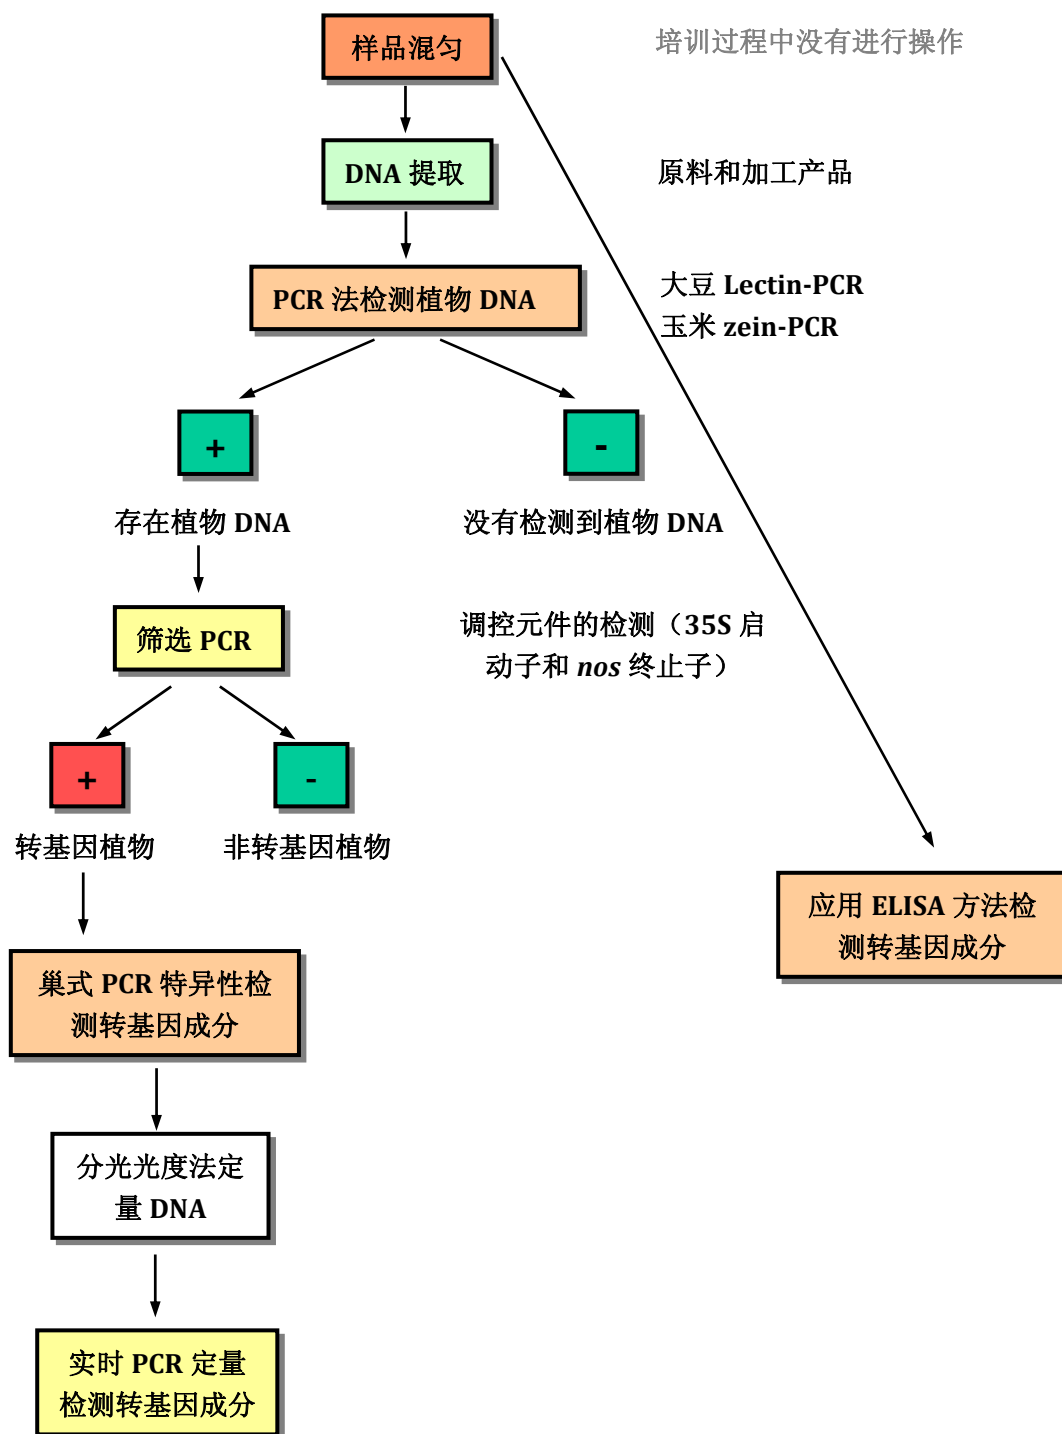 样品混匀
培训过程中没有进行操作
DNA 提取
原料和加工产品
PCR 法检测植物 DNA
大豆 Lectin-PCR
玉米 zein-PCR
+
-
存在植物 DNA
没有检测到植物 DNA
筛选 PCR
调控元件的检测（35S 启
动子和 nos 终止子）
+
-
转基因植物
非转基因植物
应用 ELISA 方法检
测转基因成分
巢式 PCR 特异性检
测转基因成分
分光光度法定
量 DNA
实时 PCR 定量
检测转基因成分